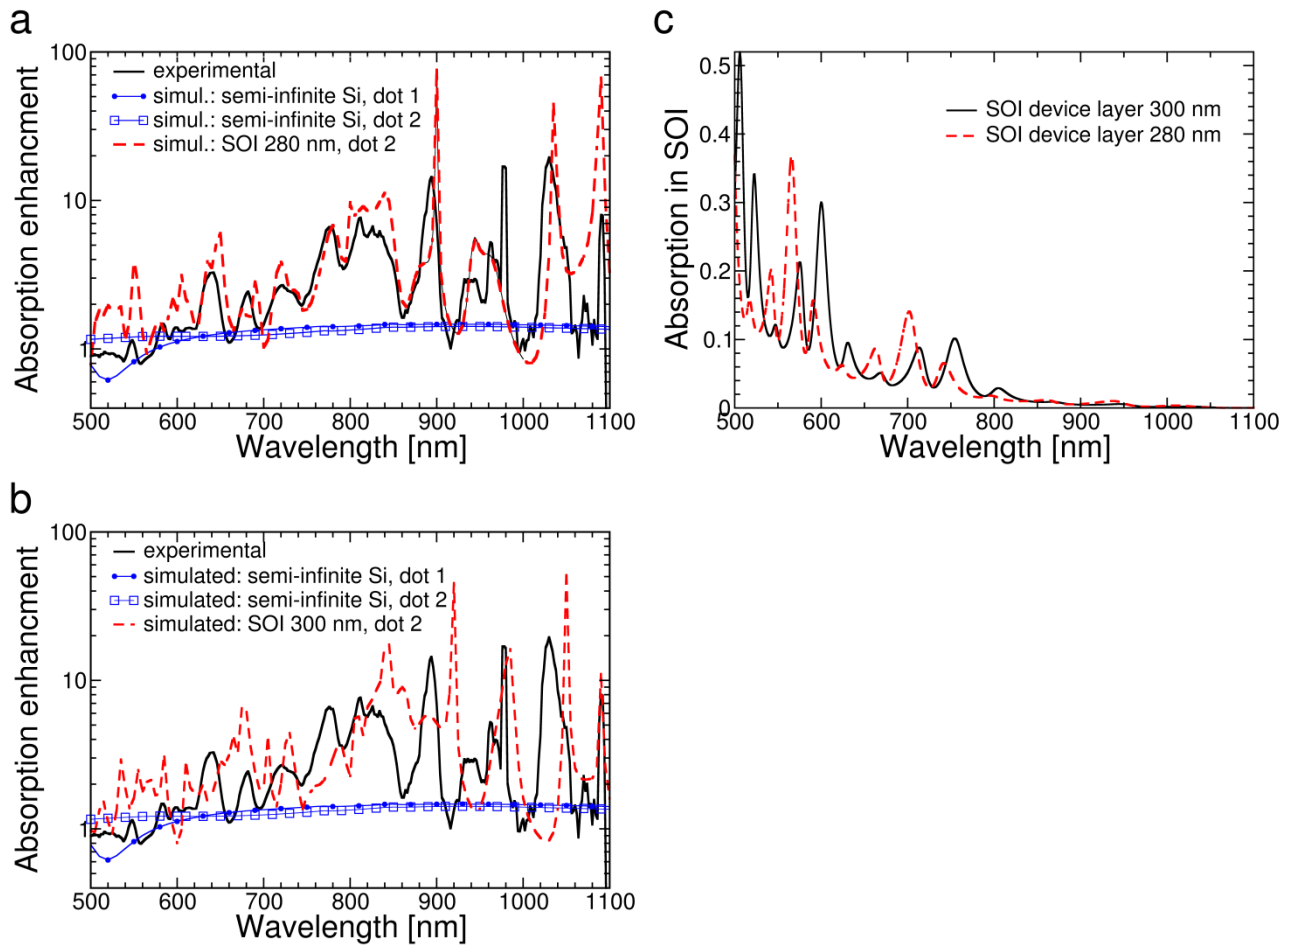 a
100
10
1
Absorption enhancment
experimental
simul.: semi-infinite Si, dot 1
simul.: semi-infinite Si, dot 2
simul.: SOI 280 nm, dot 2
500 600 700 800 900 1000 1100
Wavelength [nm]
c
0.5
0.4
0.3
0.2
0.1
0
Absorption in SOI
SOI device layer 300 nm
SOI device layer 280 nm
500 600 700 800 900 1000 1100
Wavelength [nm]
b
100
10
1
Absorption enhancment
experimental
simulated: semi-infinite Si, dot 1
simulated: semi-infinite Si, dot 2
simulated: SOI 300 nm, dot 2
500 600 700 800 900 1000 1100
Wavelength [nm]